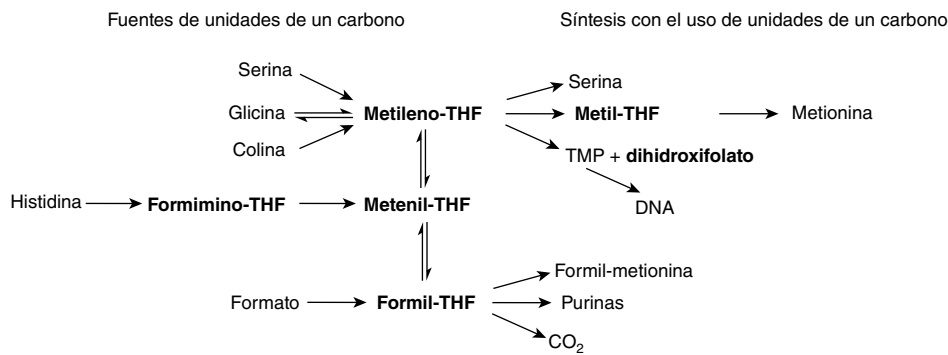 Fuentes de unidades de un carbono
Síntesis con el uso de unidades de un carbono
Serina
Serina
Glicina
Metileno-THF
Metil-THF
Metionina
Colina
TMP + dihidroxifolato
DNA
Histidina
Formimino-THF
Metenil-THF
Formil-metionina
Formato
Formil-THF
Purinas
CO₂